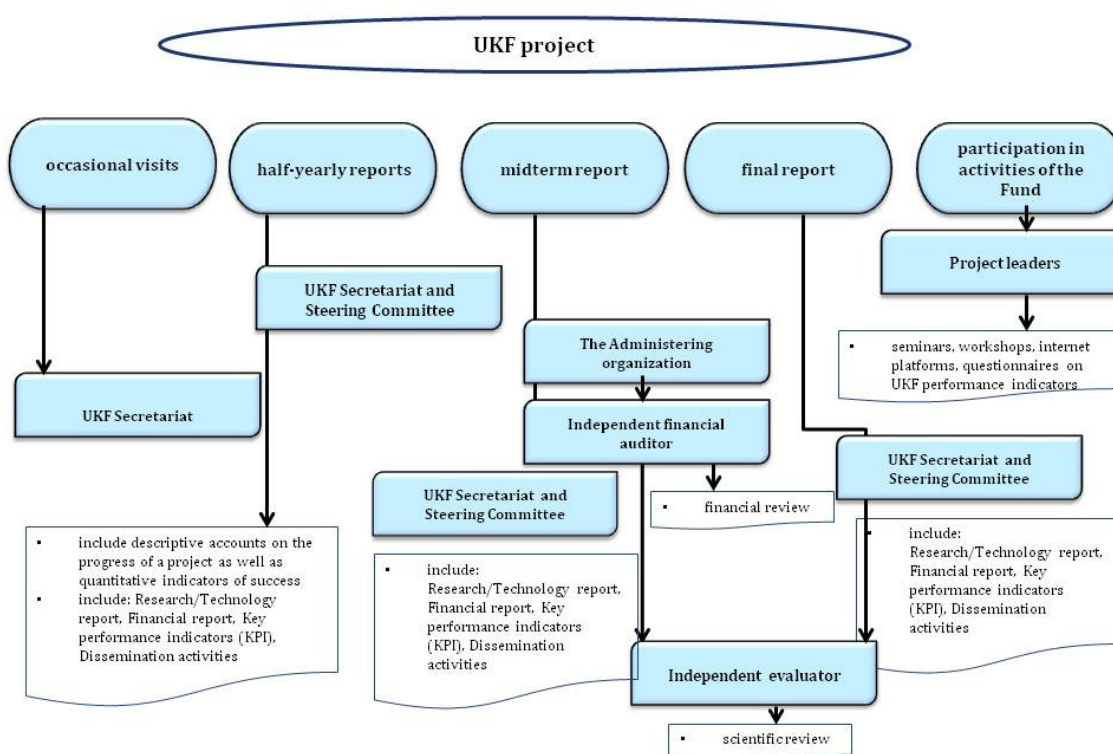 UKF project
occasional visits
half-yearly reports
midterm report
final report
participation in
activities of the
Fund
Project leaders
UKF Secretariat and
Steering Committee
The Administering
organization
▪ seminars, workshops, internet
platforms, questionnaires on
UKF performance indicators
UKF Secretariat
Independent financial
auditor
UKF Secretariat and
Steering Committee
UKF Secretariat and
Steering Committee
▪ financial review
▪ include descriptive accounts on the
progress of a project as well as
quantitative indicators of success
▪ include: Research/Technology
report, Financial report, Key
performance indicators (KPI),
Dissemination activities
▪ include:
Research/Technology report,
Financial report, Key
performance indicators
(KPI), Dissemination
activities
▪ include:
Research/Technology report,
Financial report, Key
performance indicators
(KPI), Dissemination
activities
Independent evaluator
▪ scientific review